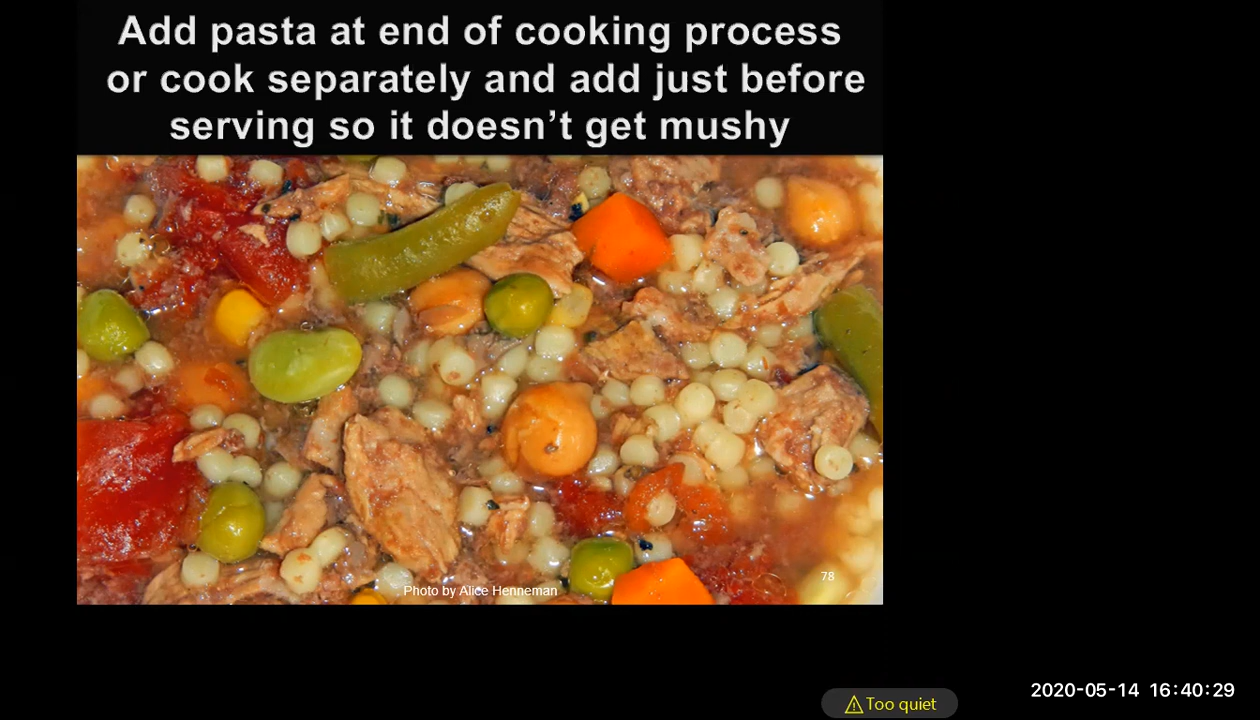 Add pasta at end of cooking process
or cook separately and add just before
serving so it doesn’t get mushy
78
Photo by Alice Henneman
Too quiet
2020-05-14 16:40:29